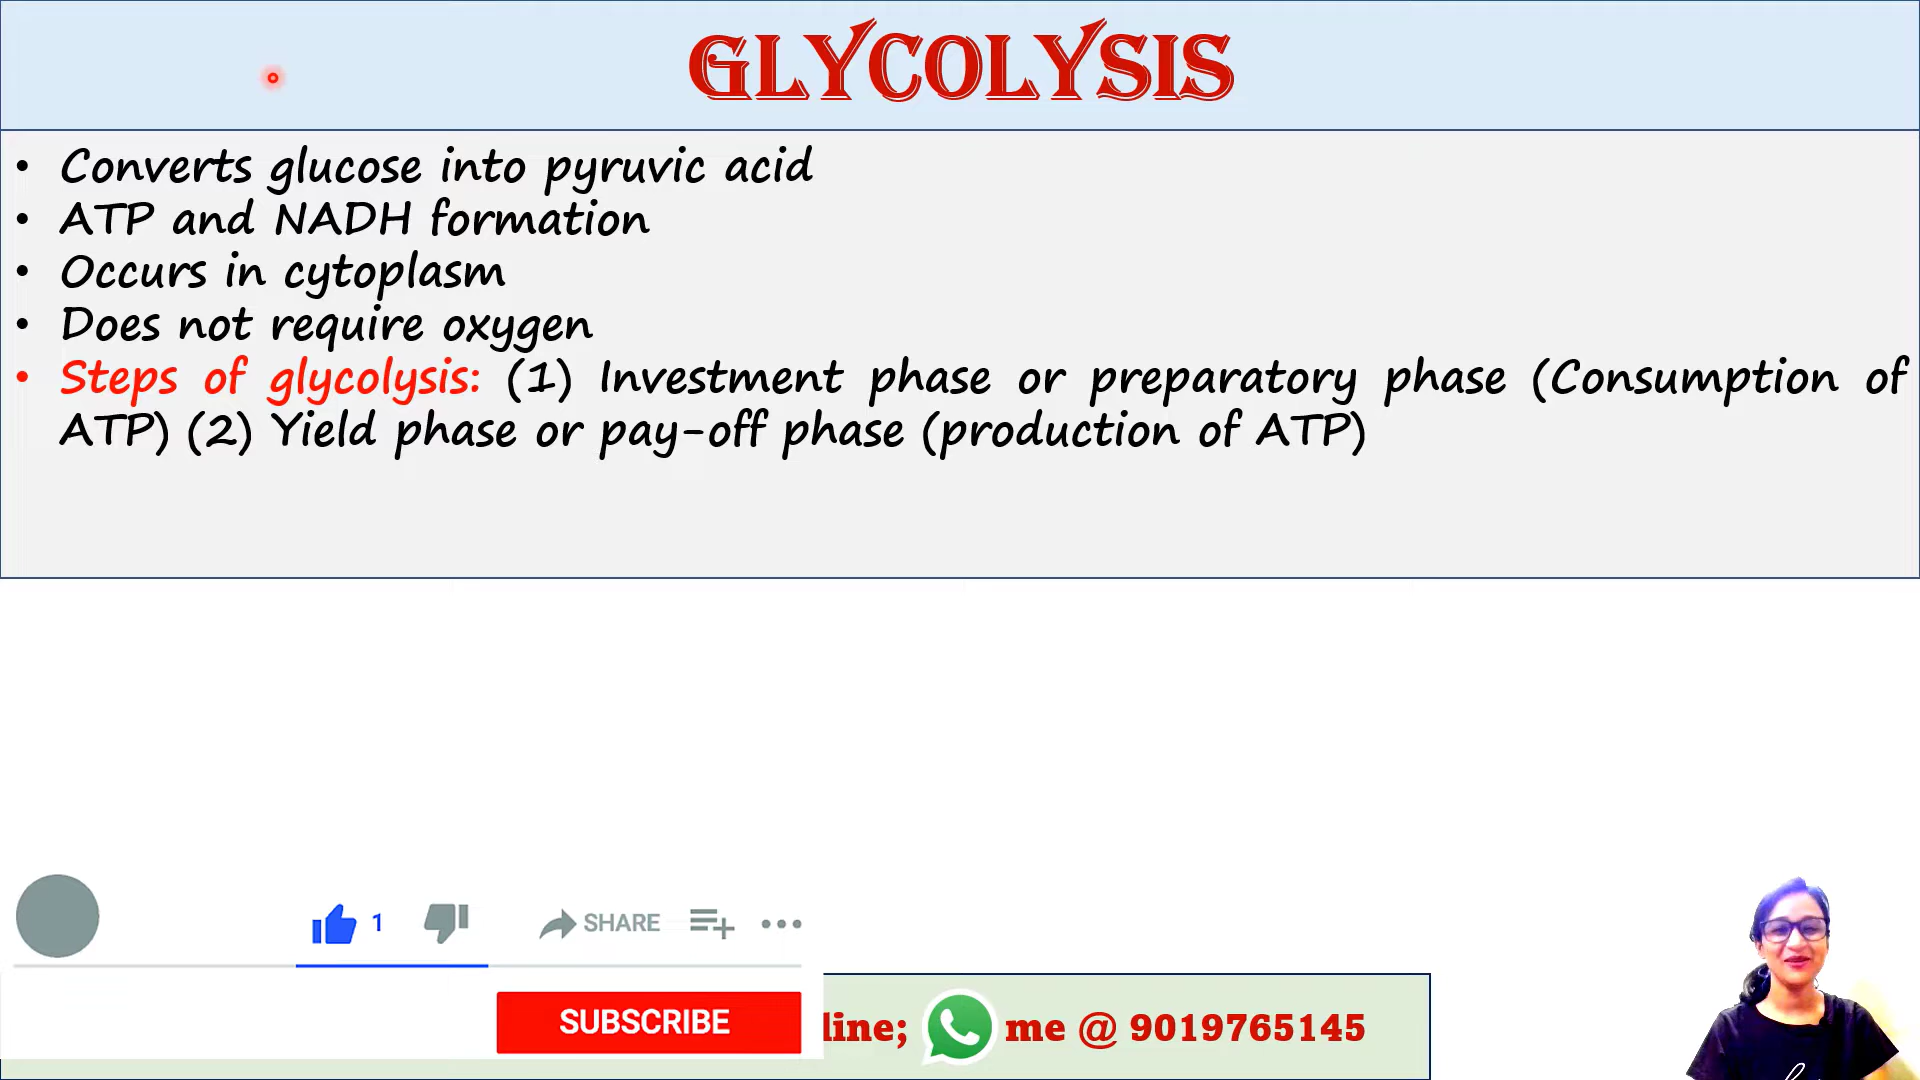 GLYCOLYSIS
• Converts glucose into pyruvic acid
• ATP and NADH formation
• Occurs in cytoplasm
• Does not require oxygen
• Steps of glycolysis: (1) Investment phase or preparatory phase (Consumption of
ATP) (2) Yield phase or pay-off phase (production of ATP)
1 SHARE
SUBSCRIBE
line; me @ 9019765145